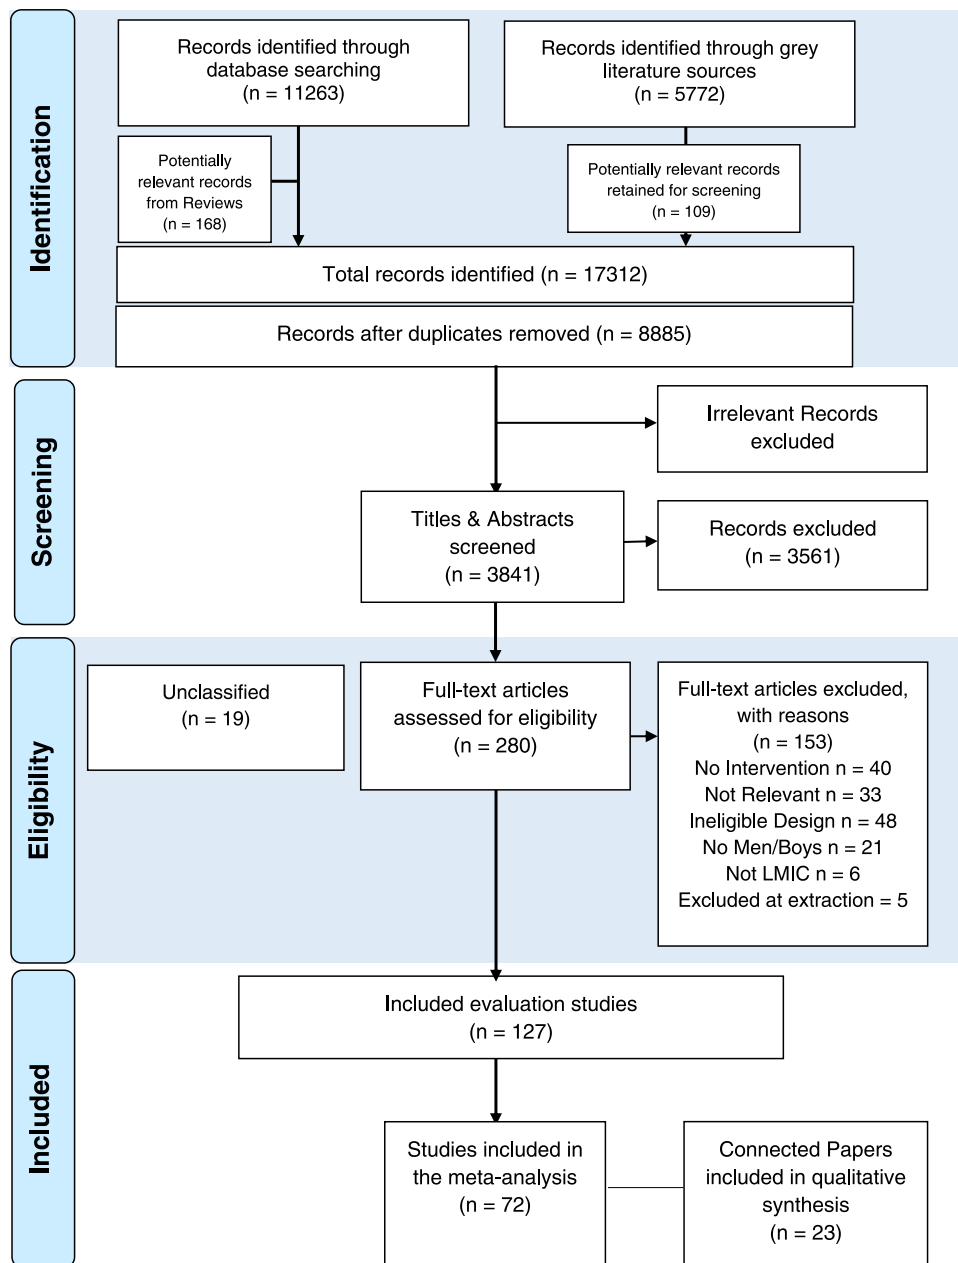 Identification
Records identified through
database searching
(n = 11263)
Records identified through grey
literature sources
(n = 5772)
Potentially
relevant records
from Reviews
(n = 168)
Potentially relevant records
retained for screening
(n = 109)
Total records identified (n = 17312)
Records after duplicates removed (n = 8885)
Screening
Irrelevant Records
excluded
Titles & Abstracts
screened
(n = 3841)
Records excluded
(n = 3561)
Eligibility
Unclassified
(n = 19)
Full-text articles
assessed for eligibility
(n = 280)
Full-text articles excluded,
with reasons
(n = 153)
No Intervention n = 40
Not Relevant n = 33
Ineligible Design n = 48
No Men/Boys n = 21
Not LMIC n = 6
Excluded at extraction = 5
Included
Included evaluation studies
(n = 127)
Studies included in
the meta-analysis
(n = 72)
Connected Papers
included in qualitative
synthesis
(n = 23)